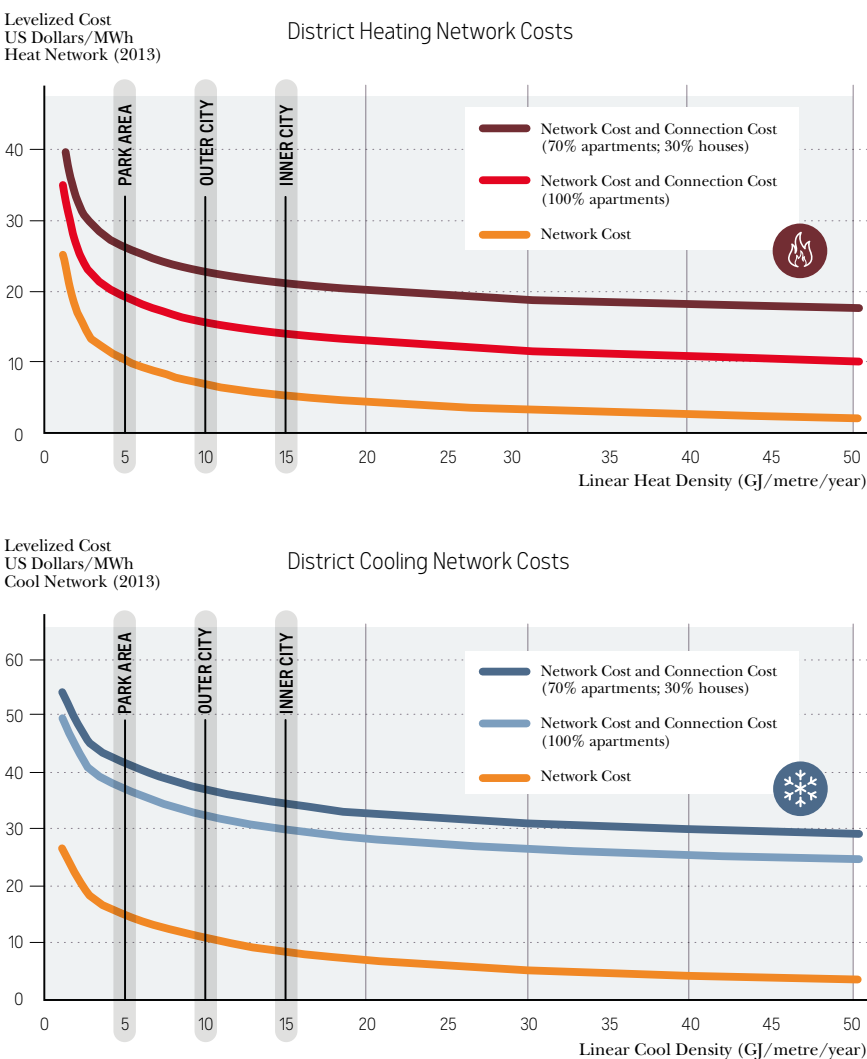 Levelized Cost
US Dollars/MWh
Heat Network (2013)
District Heating Network Costs
PARK AREA
OUTER CITY
INNER CITY
Network Cost and Connection Cost
(70% apartments; 30% houses)
Network Cost and Connection Cost
(100% apartments)
Network Cost
40
30
20
10
0
0 5 10 15 20 25 30 35 40 45 50
Linear Heat Density (GJ/metre/year)
Levelized Cost
US Dollars/MWh
Cool Network (2013)
District Cooling Network Costs
PARK AREA
OUTER CITY
INNER CITY
Network Cost and Connection Cost
(70% apartments; 30% houses)
Network Cost and Connection Cost
(100% apartments)
Network Cost
60
50
40
30
20
10
0
0 5 10 15 20 25 30 35 40 45 50
Linear Cool Density (GJ/metre/year)